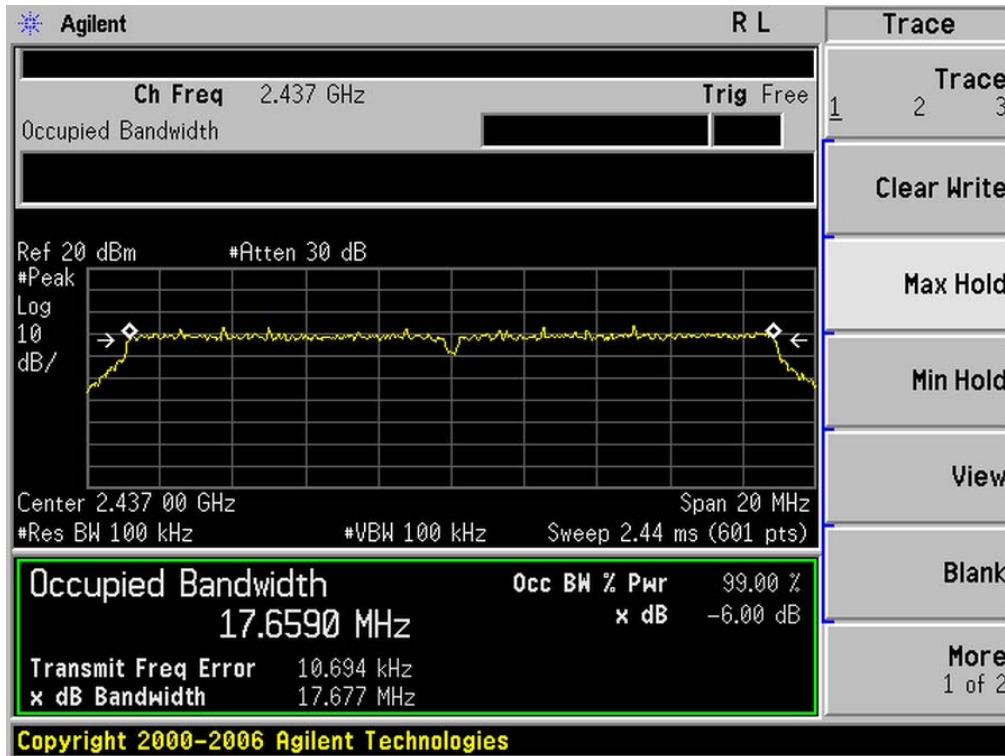 Agilent R L Trace
Ch Freq 2.437 GHz Trig Free
Occupied Bandwidth
Trace
1 2 3
Clear Write
Ref 20 dBm #Atten 30 dB
#Peak
Log
10
dB/
Max Hold
Min Hold
View
Center 2.437 00 GHz Span 20 MHz
#Res BW 100 kHz #VBW 100 kHz Sweep 2.44 ms (601 pts)
Occupied Bandwidth
17.6590 MHz
Occ BW % Pwr 99.00 %
x dB -6.00 dB
Transmit Freq Error 10.694 kHz
x dB Bandwidth 17.677 MHz
Blank
More
1 of 2
Copyright 2000-2006 Agilent Technologies